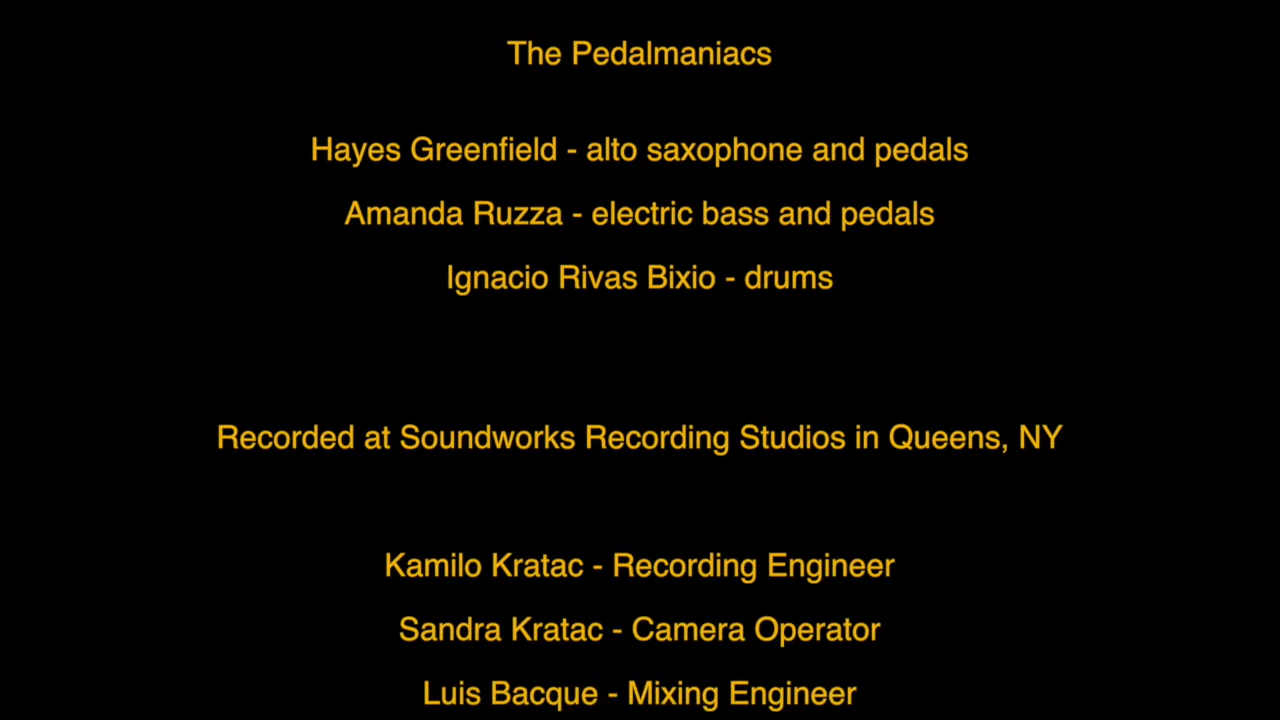 The Pedalmaniacs
Hayes Greenfield - alto saxophone and pedals
Amanda Ruzza - electric bass and pedals
Ignacio Rivas Bixio - drums
Recorded at Soundworks Recording Studios in Queens, NY
Kamilo Kratac - Recording Engineer
Sandra Kratac - Camera Operator
Luis Bacque - Mixing Engineer